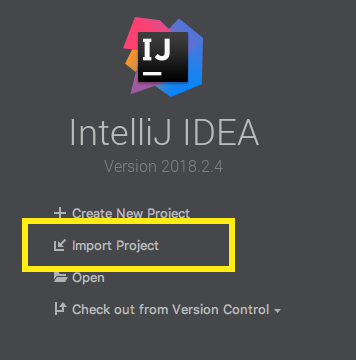 IJ
IntelliJ IDEA
Version 2018.2.4
Create New Project
Import Project
Open
Check out from Version Control